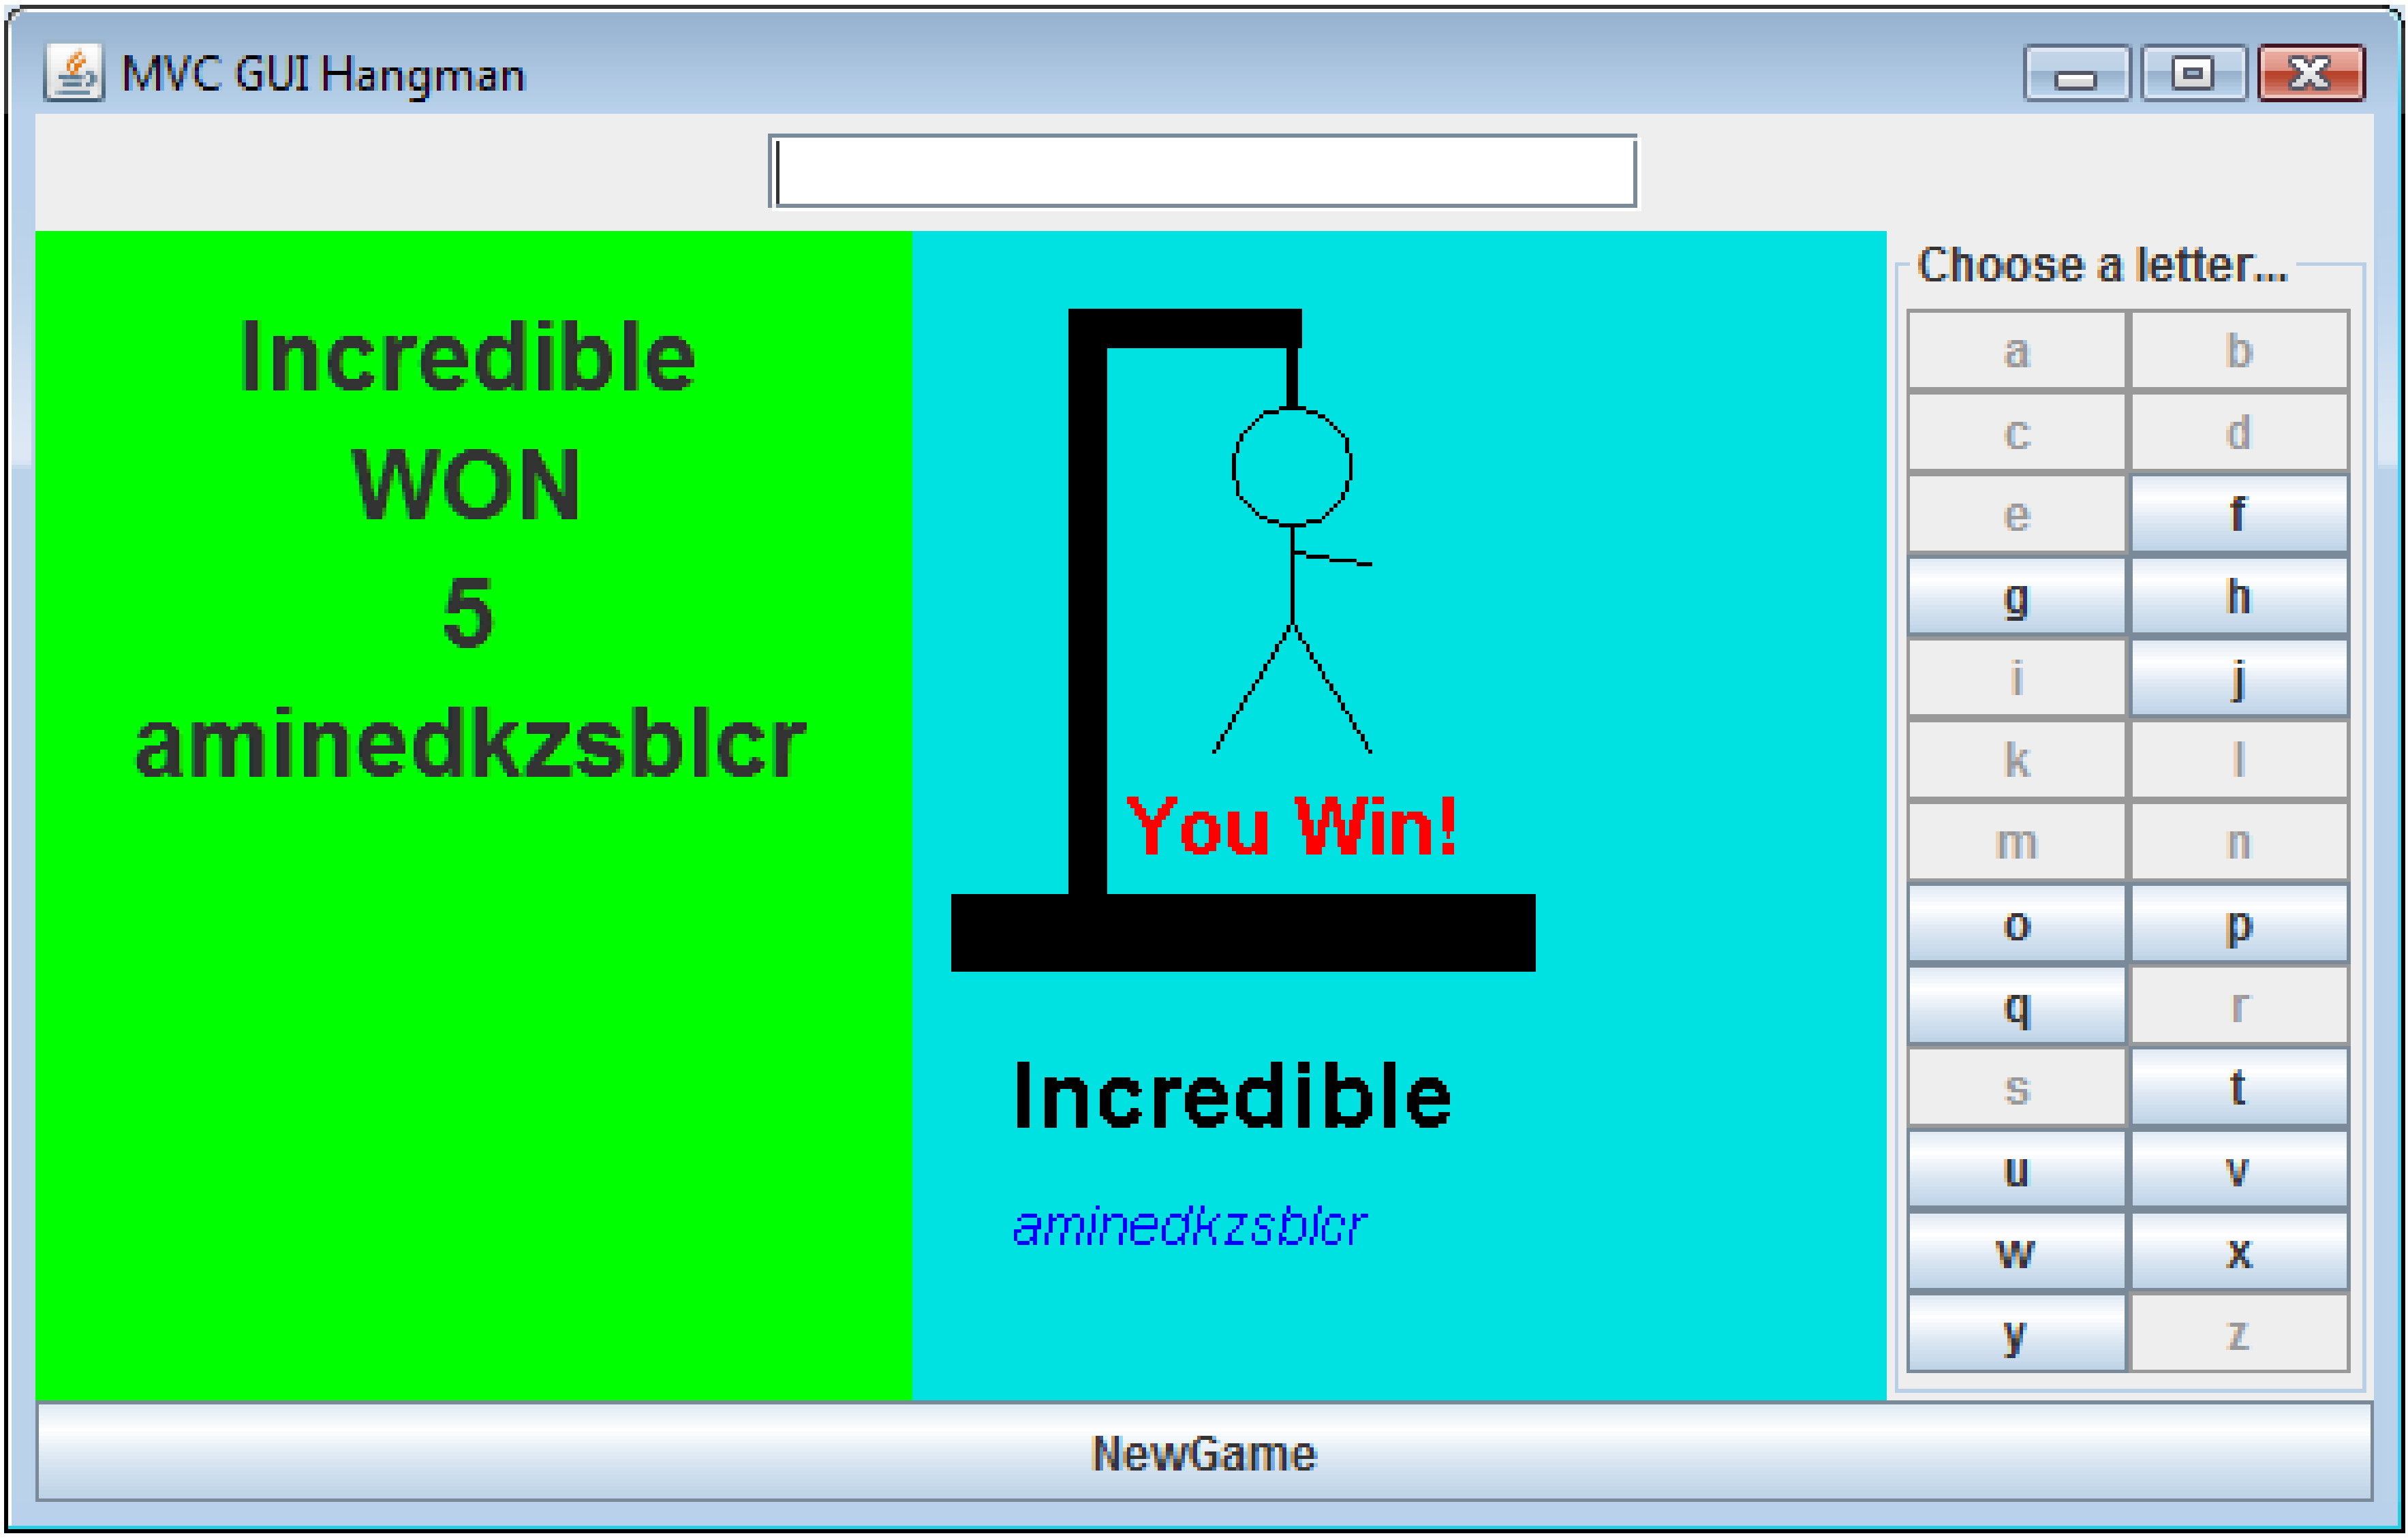 MVC GUI Hangman
Incredible
WON
5
aminedkzsblcr
You Win!
Incredible
aminedkzsblcr
Choose a letter...
a b
c d
e f
g h
i j
k l
m n
o p
q r
s t
u v
w x
y z
NewGame